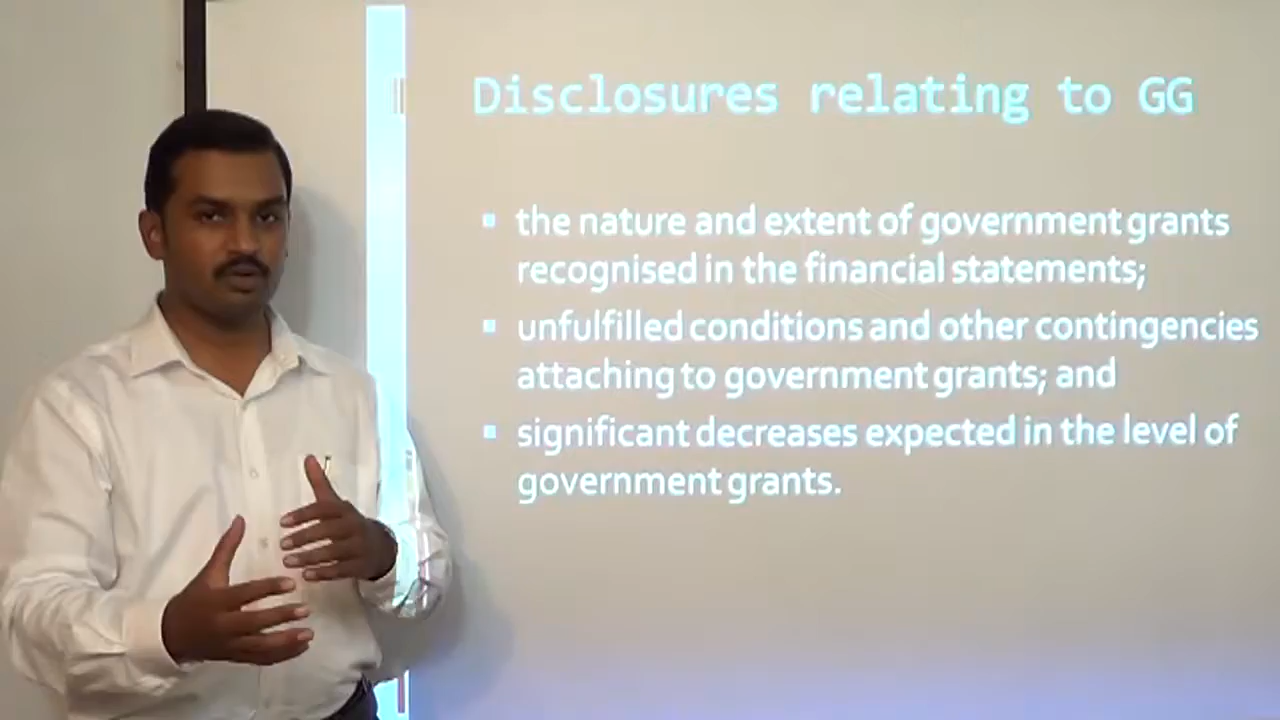 Disclosures relating to GG
▪ the nature and extent of government grants
recognised in the financial statements;
▪ unfulfilled conditions and other contingencies
attaching to government grants; and
▪ significant decreases expected in the level of
government grants.